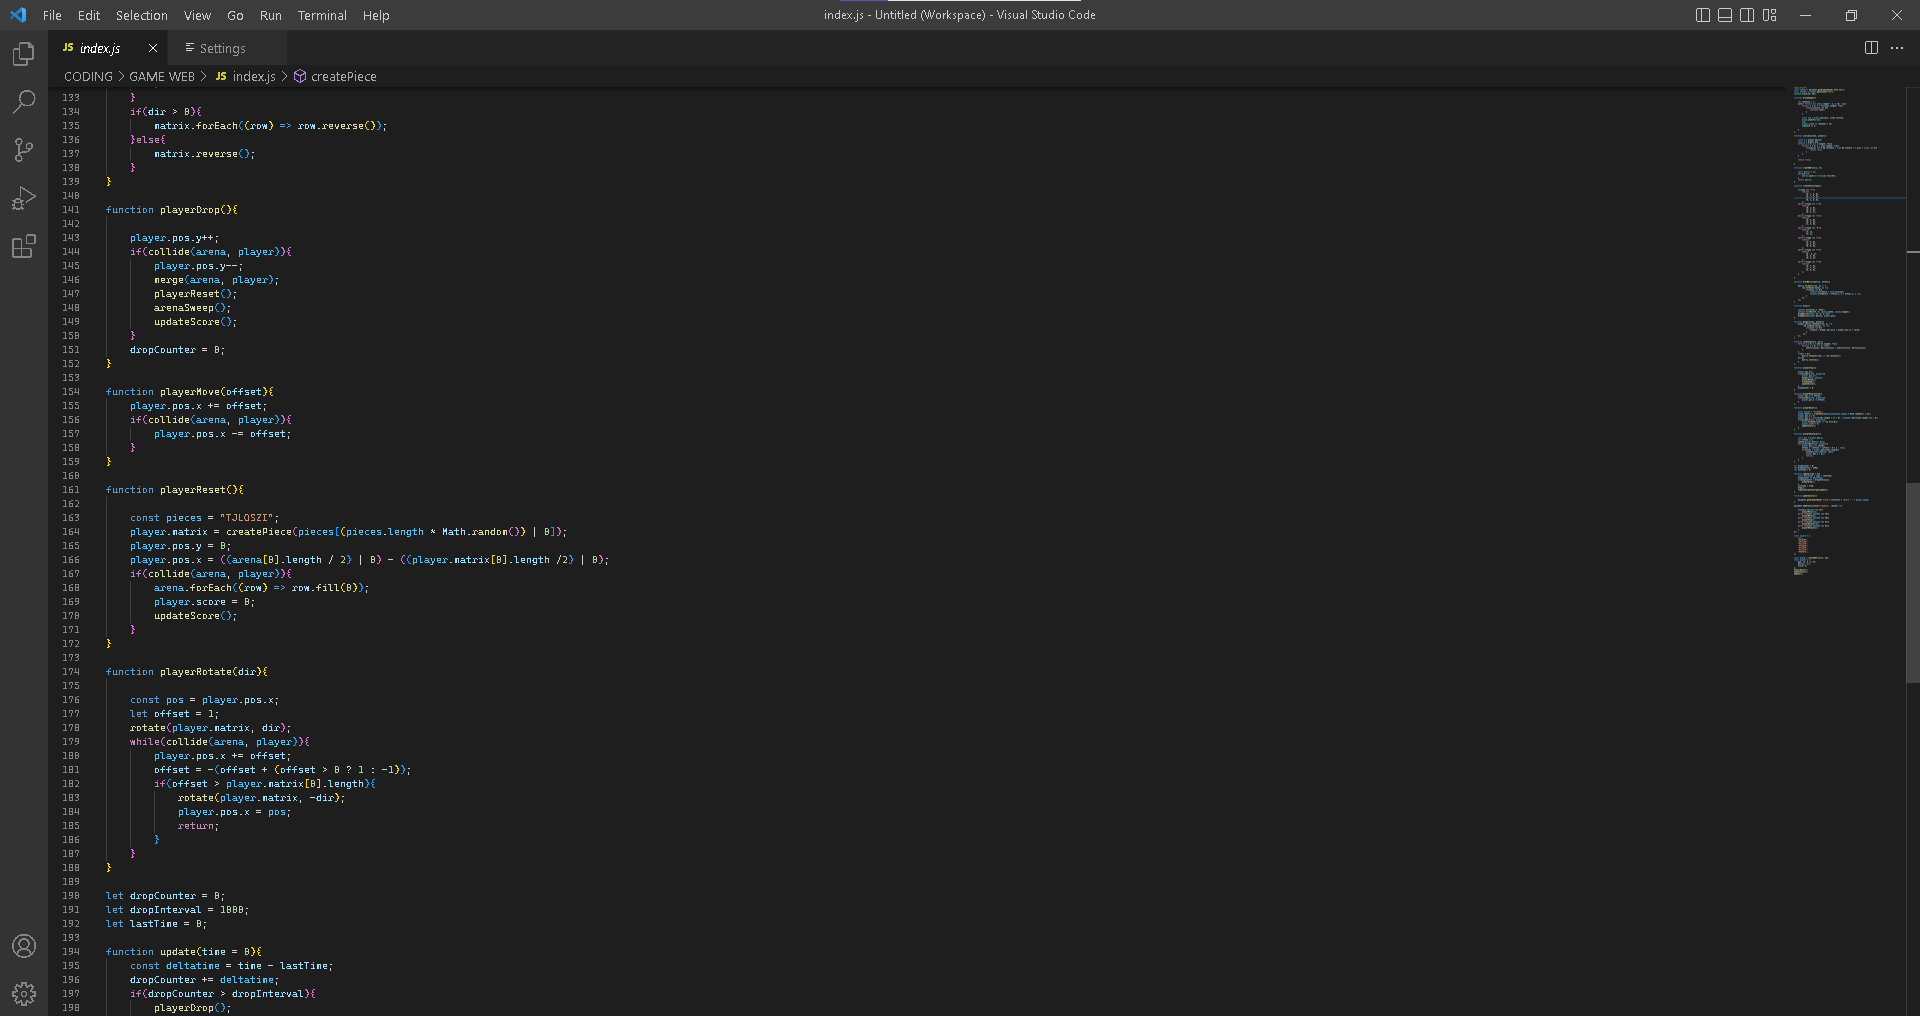 File Edit Selection View Go Run Terminal Help index.js - Untitled (Workspace) - Visual Studio Code
JS index.js Settings
CODING > GAME WEB > JS index.js > createPiece
133 }
134 if(dir > 0){
135 matrix.forEach((row) => row.reverse());
136 }else{
137 matrix.reverse();
138 }
139 }
140
141 function playerDrop(){
142
143 player.pos.y++;
144 if(collide(arena, player)){
145 player.pos.y--;
146 merge(arena, player);
147 playerReset();
148 arenaSweep();
149 updateScore();
150 }
151 dropCounter = 0;
152 }
153
154 function playerMove(offset){
155 player.pos.x += offset;
156 if(collide(arena, player)){
157 player.pos.x -= offset;
158 }
159 }
160
161 function playerReset(){
162
163 const pieces = "TJLOSZI";
164 player.matrix = createPiece(pieces[(pieces.length * Math.random()) | 0]);
165 player.pos.y = 0;
166 player.pos.x = ((arena[0].length / 2) | 0) - ((player.matrix[0].length /2) | 0);
167 if(collide(arena, player)){
168 arena.forEach((row) => row.fill(0));
169 player.score = 0;
170 updateScore();
171 }
172 }
173
174 function playerRotate(dir){
175
176 const pos = player.pos.x;
177 let offset = 1;
178 rotate(player.matrix, dir);
179 while(collide(arena, player)){
180 player.pos.x += offset;
181 offset = -(offset + (offset > 0 ? 1 : -1));
182 if(offset > player.matrix[0].length){
183 rotate(player.matrix, -dir);
184 player.pos.x = pos;
185 return;
186 }
187 }
188 }
189
190 let dropCounter = 0;
191 let dropInterval = 1000;
192 let lastTime = 0;
193
194 function update(time = 0){
195 const deltatime = time - lastTime;
196 dropCounter += deltatime;
197 if(dropCounter > dropInterval){
198 playerDrop();